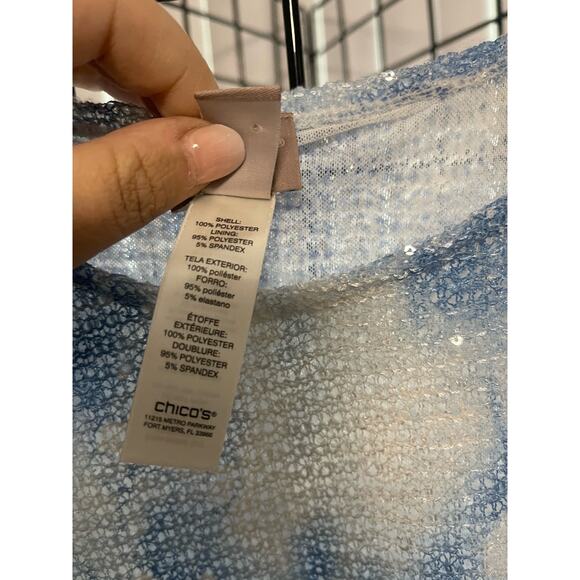 SHELL:
100% POLYESTER
LINING:
95% POLYESTER
5% SPANDEX
TELA EXTERIOR:
100% poliéster
FORRO:
95% poliéster
5% elastano
ÉTOFFE
EXTÉRIEURE:
100% POLYESTER
DOUBLURE:
95% POLYESTER
5% SPANDEX
chico's®
11215 METRO PARKWAY
FORT MYERS, FL 33966